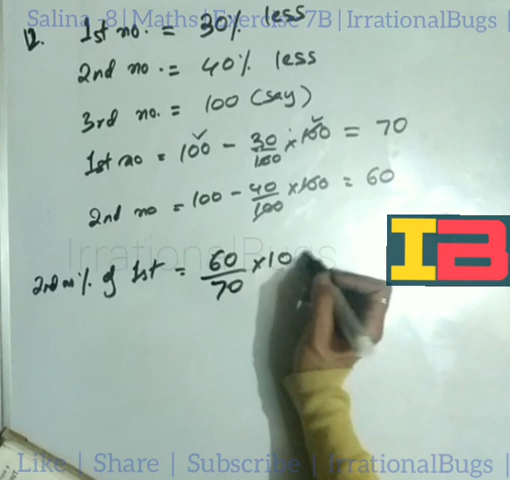 Salina 8 | Maths | Exercise 7B | IrrationalBugs |
12. 1st no. = 30% less
2nd no. = 40% less
3rd no. = 100 (say)
1st no = 100 - 30/100 × 100 = 70
2nd no = 100 - 40/100 × 100 = 60
IrrationalBugs
IB
2nd no % of 1st = 60/70 × 10
Like | Share | Subscribe | IrrationalBugs |